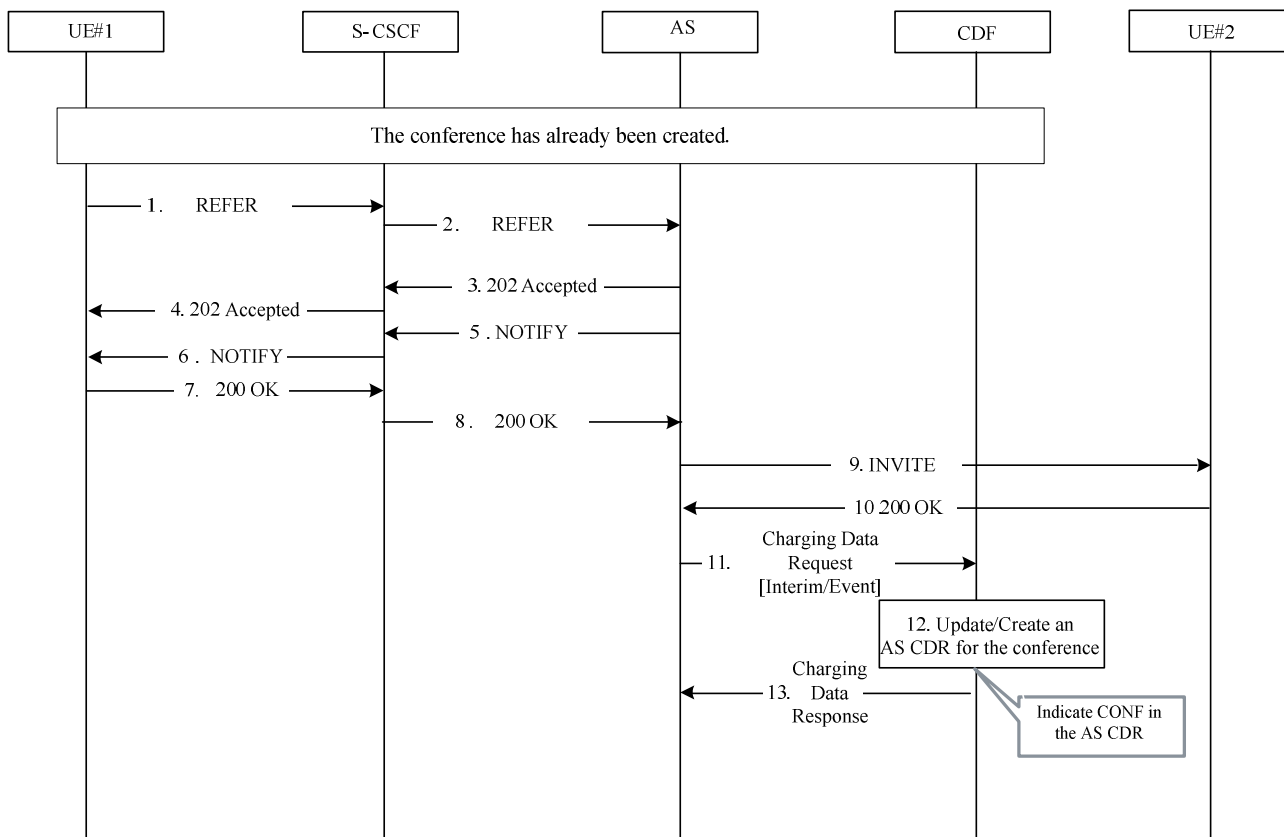 UE#1
S-CSCF
AS
CDF
UE#2
The conference has already been created.
1. REFER
2. REFER
3. 202 Accepted
4. 202 Accepted
5 . NOTIFY
6 . NOTIFY
7. 200 OK
8. 200 OK
9. INVITE
10.200 OK
11. Charging Data
Request
[Interim/Event]
12. Update/Create an
AS CDR for the conference
13. Charging
Data
Response
Indicate CONF in
the AS CDR